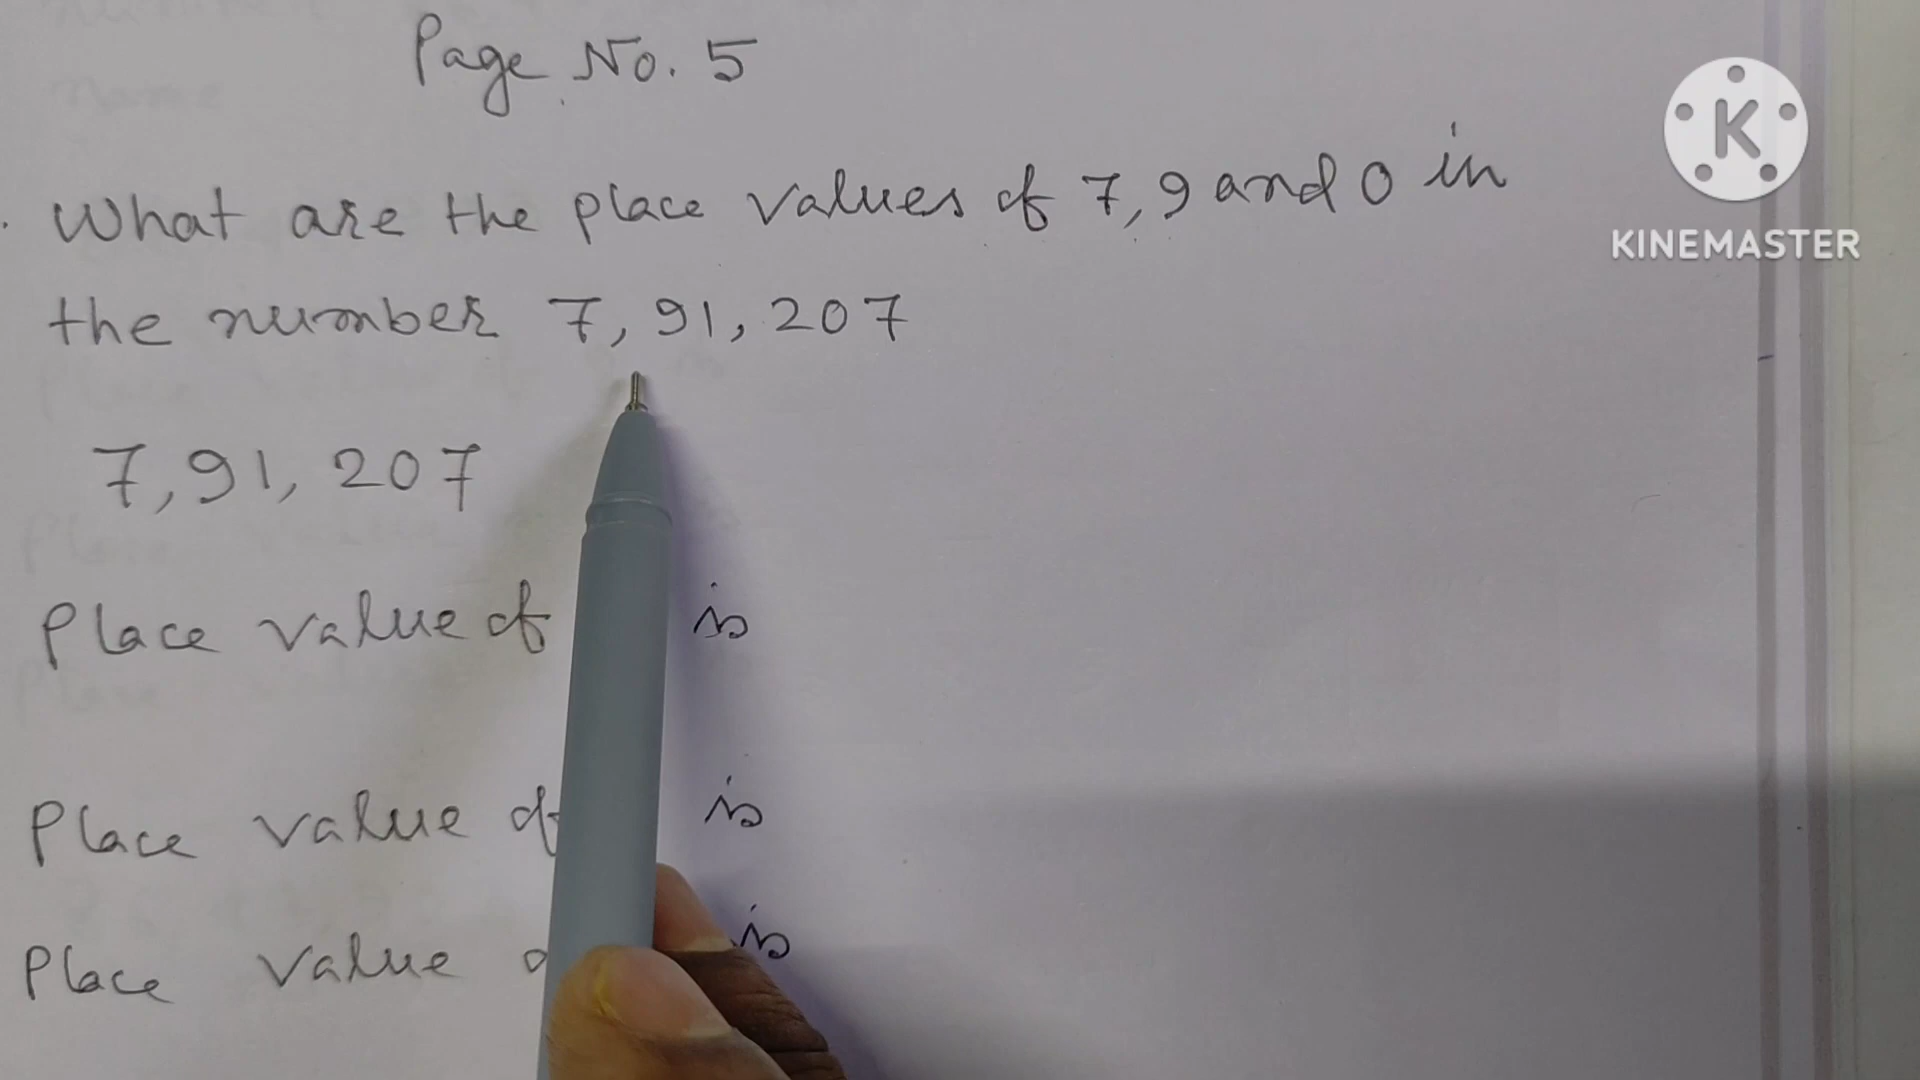 Page No. 5
What are the place values of 7, 9 and 0 in
the number 7, 91, 207
7, 91, 207
Place value of is
Place value of is
Place value is
K
KINEMASTER